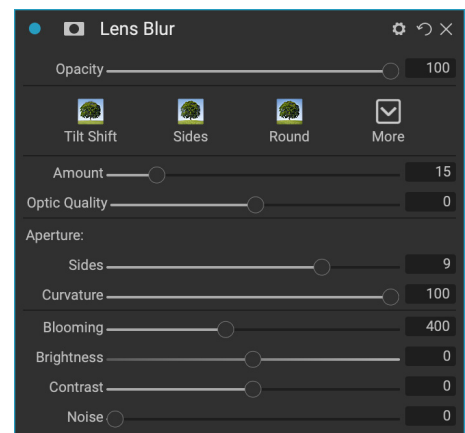 Lens Blur
Opacity 100
Tilt Shift Sides Round More
Amount 15
Optic Quality 0
Aperture:
Sides 9
Curvature 100
Blooming 400
Brightness 0
Contrast 0
Noise 0